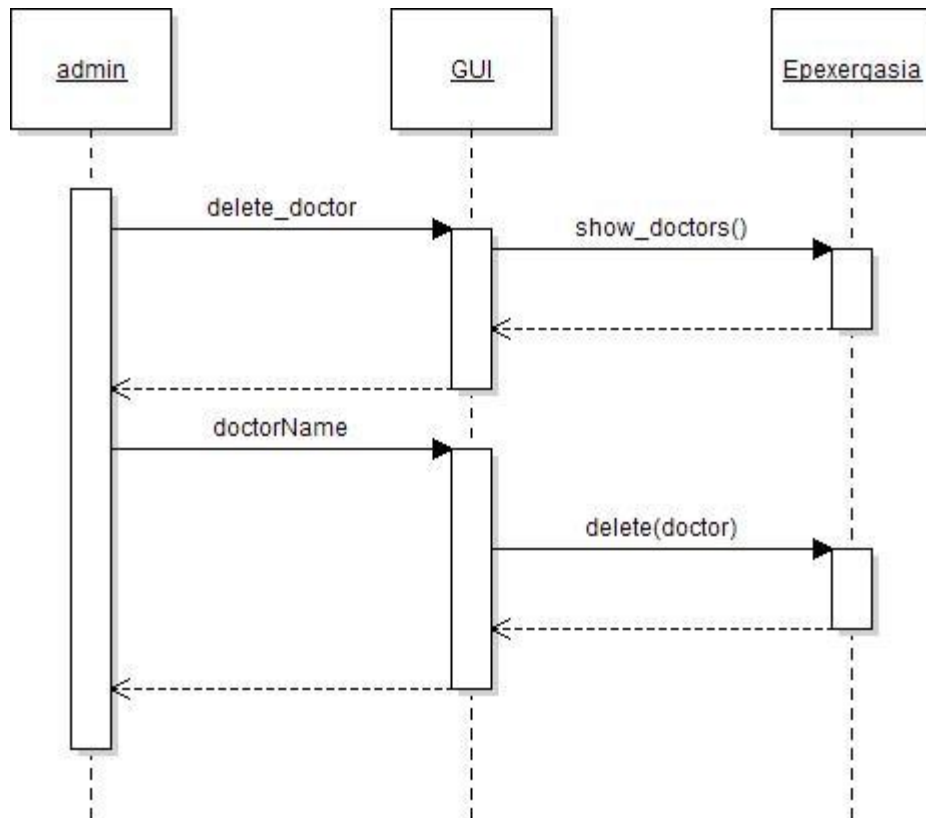 admin
GUI
Epexergasia
delete_doctor
show_doctors()
doctorName
delete(doctor)